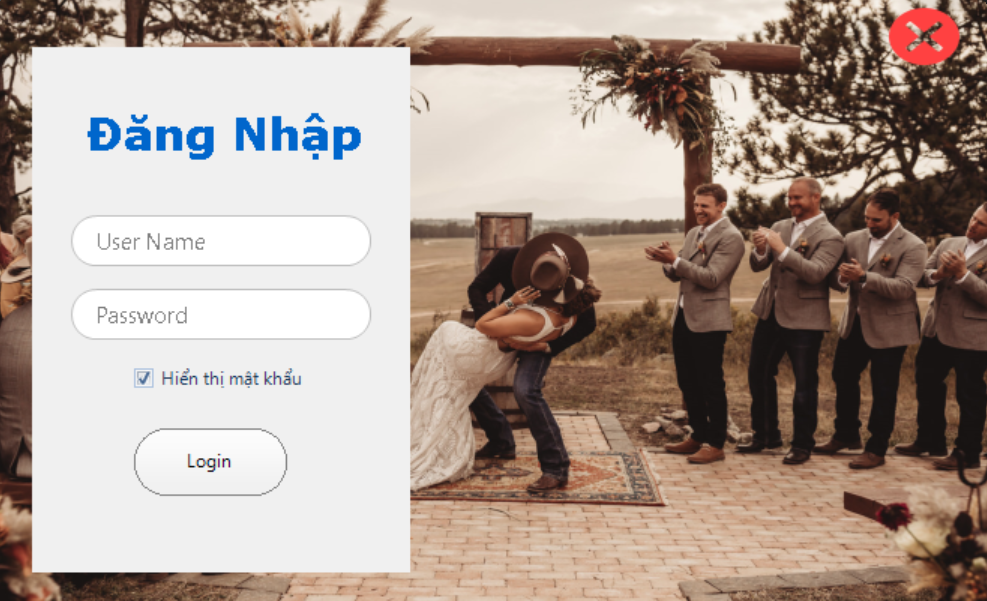 Đăng Nhập
User Name
Password
Hiển thị mật khẩu
Login